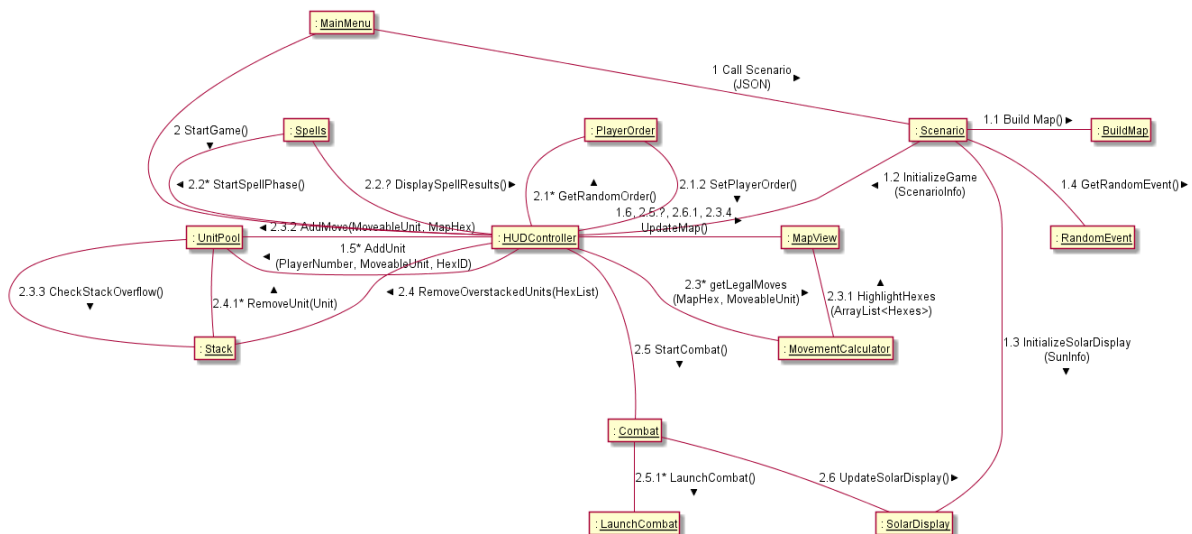 : MainMenu
1 Call Scenario ►
(JSON)
2 StartGame()
▼
: Spells
: PlayerOrder
: Scenario
1.1 Build Map() ►
: BuildMap
◄ 2.2* StartSpellPhase()
2.2.? DisplaySpellResults() ►
▲
2.1* GetRandomOrder()
2.1.2 SetPlayerOrder()
▼
◄ 1.2 InitializeGame
(ScenarioInfo)
1.4 GetRandomEvent() ►
1.6, 2.5.?, 2.6.1, 2.3.4
UpdateMap() ►
◄ 2.3.2 AddMove(MoveableUnit, MapHex)
: UnitPool
: HUDController
: MapView
: RandomEvent
◄ 1.5* AddUnit
(PlayerNumber, MoveableUnit, HexID)
2.3.3 CheckStackOverflow()
▼
▲
2.4.1* RemoveUnit(Unit)
◄ 2.4 RemoveOverstackedUnits(HexList)
2.3* getLegalMoves ►
(MapHex, MoveableUnit)
▲
2.3.1 HighlightHexes
(ArrayList<Hexes>)
: Stack
: MovementCalculator
2.5 StartCombat()
▼
1.3 InitializeSolarDisplay
(SunInfo)
▼
: Combat
2.5.1* LaunchCombat()
▼
2.6 UpdateSolarDisplay() ►
: LaunchCombat
: SolarDisplay